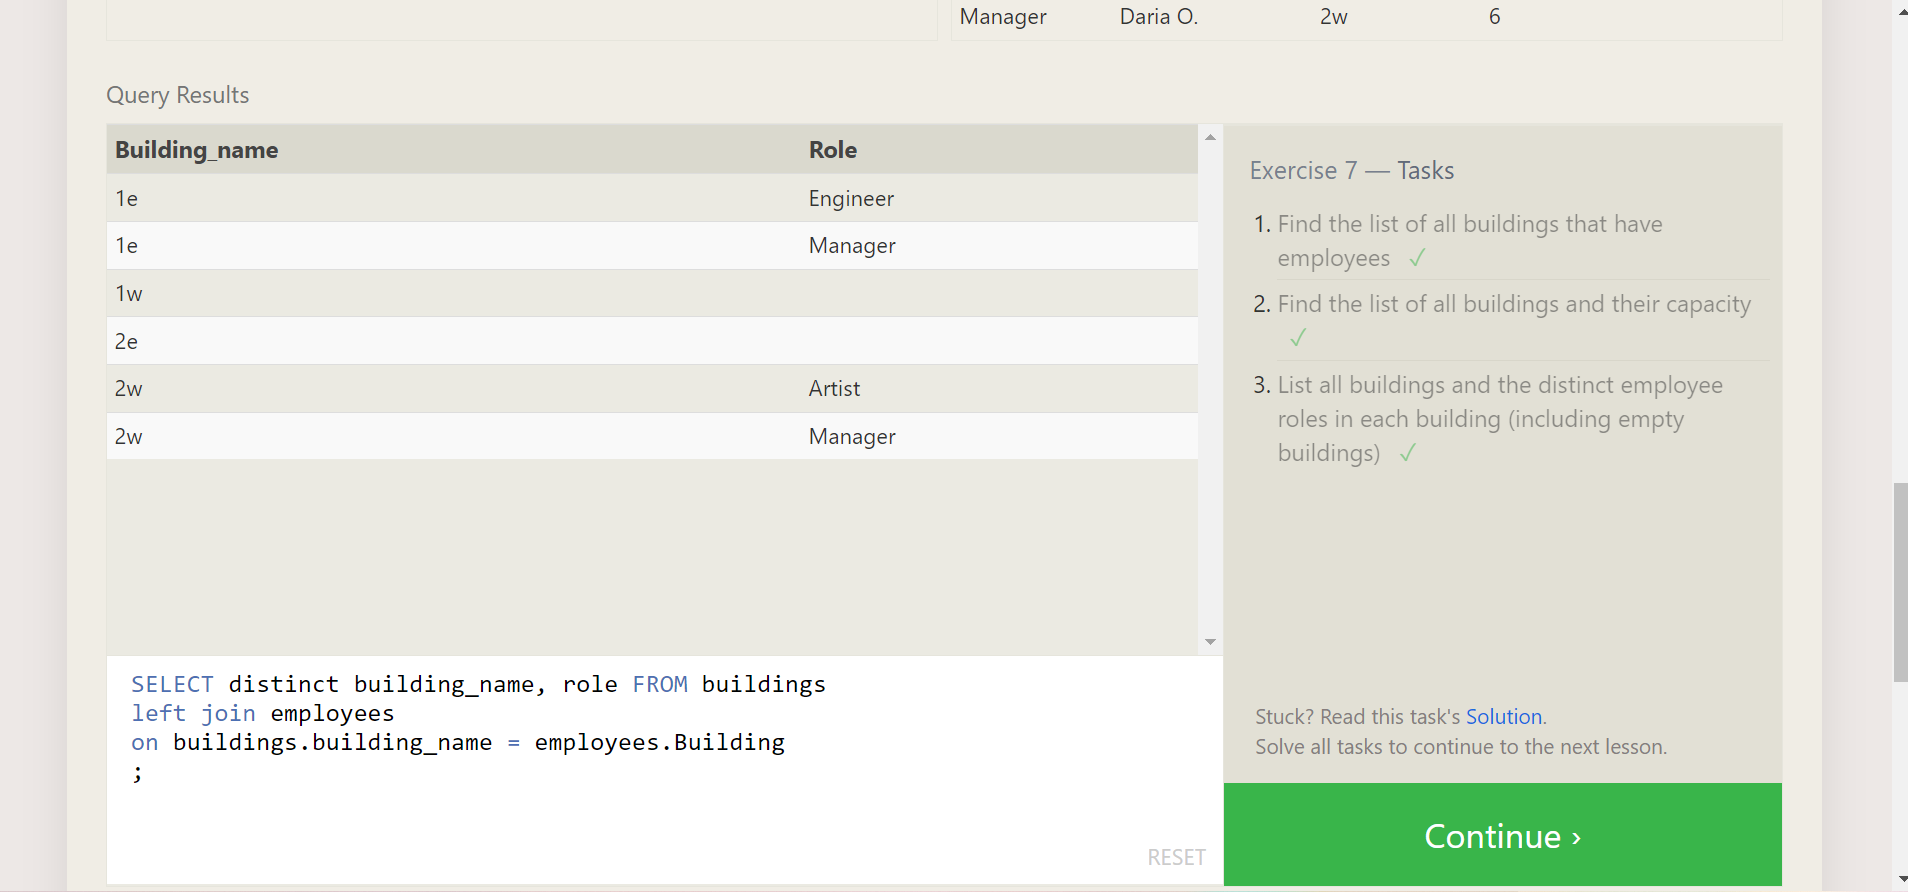 Manager Daria O. 2w 6
Query Results
Building_name Role
1e Engineer
1e Manager
1w
2e
2w Artist
2w Manager
SELECT distinct building_name, role FROM buildings
left join employees
on buildings.building_name = employees.Building
;
RESET
Exercise 7 — Tasks
1. Find the list of all buildings that have
employees ✓
2. Find the list of all buildings and their capacity
✓
3. List all buildings and the distinct employee
roles in each building (including empty
buildings) ✓
Stuck? Read this task's Solution.
Solve all tasks to continue to the next lesson.
Continue ›